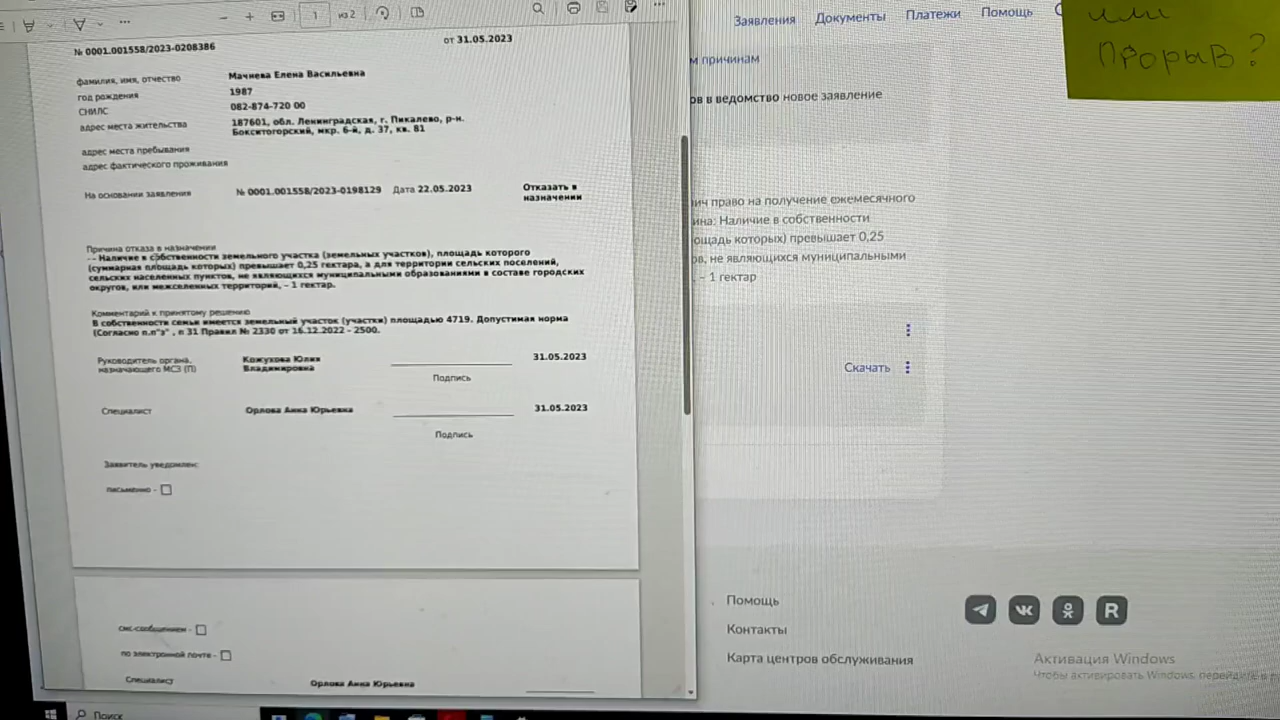 1
из 2
№ 0001.001558/2023-0208386
от 31.05.2023
фамилия, имя, отчество
Мачнева Елена Васильевна
год рождения
1987
СНИЛС
082-874-720 00
адрес места жительства
187601, обл. Ленинградская, г. Пикалево, р-н.
Бокситогорский, мкр. 6-й, д. 37, кв. 81
адрес места пребывания
адрес фактического проживания
На основании заявления
№ 0001.001558/2023-0198129
Дата 22.05.2023
Отказать в
назначении
Причина отказа в назначении
- - Наличие в собственности земельного участка (земельных участков), площадь которого
(суммарная площадь которых) превышает 0,25 гектара, а для территории сельских поселений,
сельских населенных пунктов, не являющихся муниципальными образованиями в составе городских
округов, или межселенных территорий, - 1 гектар.
Комментарий к принятому решению
В собственности семьи имеется земельный участок (участки) площадью 4719. Допустимая норма
(Согласно п.п"з" , п 31 Правил № 2330 от 16.12.2022 - 2500.
Руководитель органа,
назначающего МСЗ (П)
Кожухова Юлия
Владимировна
31.05.2023
Подпись
Специалист
Орлова Анна Юрьевна
31.05.2023
Подпись
Заявитель уведомлен:
письменно -
смс-сообщением -
по электронной почте -
Специалист
Орлова Анна Юрьевна
Поиск
Заявления Документы Платежи Помощь
м причинам
ов в ведомство новое заявление
ич право на получение ежемесячного
ина: Наличие в собственности
ощадь которых) превышает 0,25
ов, не являющихся муниципальными
. – 1 гектар
Скачать
Помощь
Контакты
Карта центров обслуживания
Активация Windows
Чтобы активировать Windows, перейдите в
или
Прорыв?